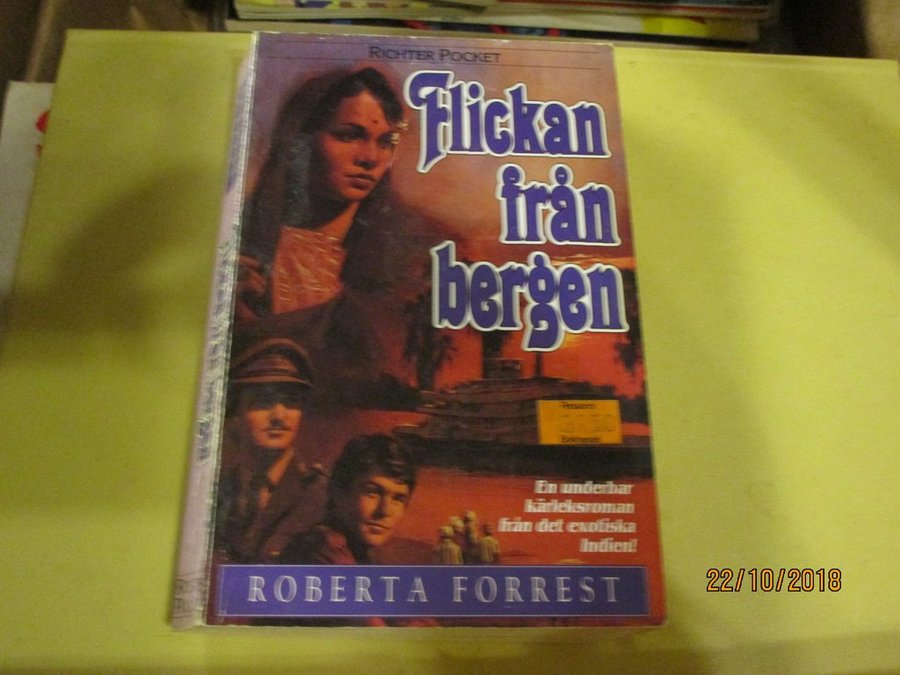 RICHTER POCKET
Flickan
från
bergen
En underbar
kärleksroman
från det exotiska
Indien!
ROBERTA FORREST
22/10/2018